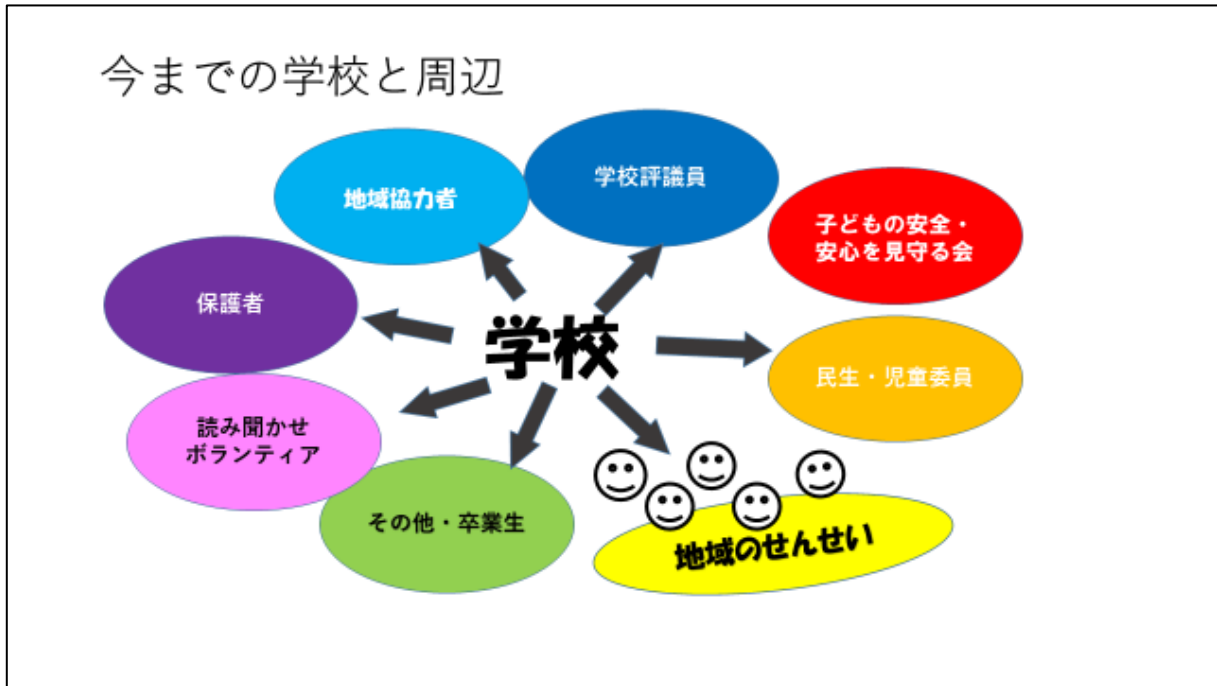 今までの学校と周辺
学校評議員
地域協力者
子どもの安全・
安心を見守る会
保護者
学校
民生・児童委員
読み聞かせ
ボランティア
その他・卒業生
地域のせんせい